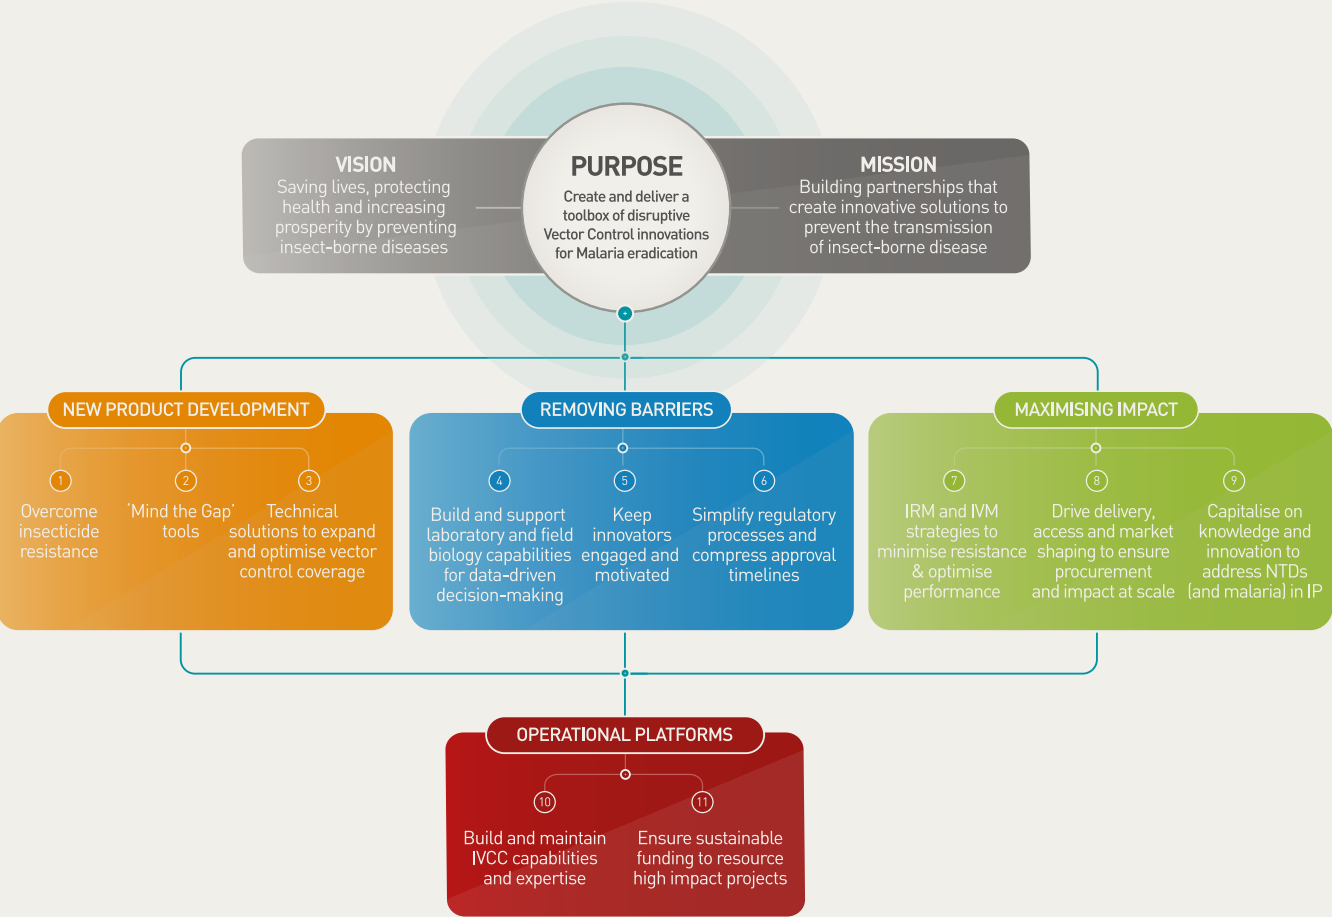 VISION
Saving lives, protecting
health and increasing
prosperity by preventing
insect-borne diseases
PURPOSE
Create and deliver a
toolbox of disruptive
Vector Control innovations
for Malaria eradication
MISSION
Building partnerships that
create innovative solutions to
prevent the transmission
of insect-borne disease
NEW PRODUCT DEVELOPMENT
1
Overcome
insecticide
resistance
2
'Mind the Gap'
tools
3
Technical
solutions to expand
and optimise vector
control coverage
REMOVING BARRIERS
4
Build and support
laboratory and field
biology capabilities
for data-driven
decision-making
5
Keep
innovators
engaged and
motivated
6
Simplify regulatory
processes and
compress approval
timelines
MAXIMISING IMPACT
7
IRM and IVM
strategies to
minimise resistance
& optimise
performance
8
Drive delivery,
access and market
shaping to ensure
procurement
and impact at scale
9
Capitalise on
knowledge and
innovation to
address NTDs
(and malaria) in IP
OPERATIONAL PLATFORMS
10
Build and maintain
IVCC capabilities
and expertise
11
Ensure sustainable
funding to resource
high impact projects